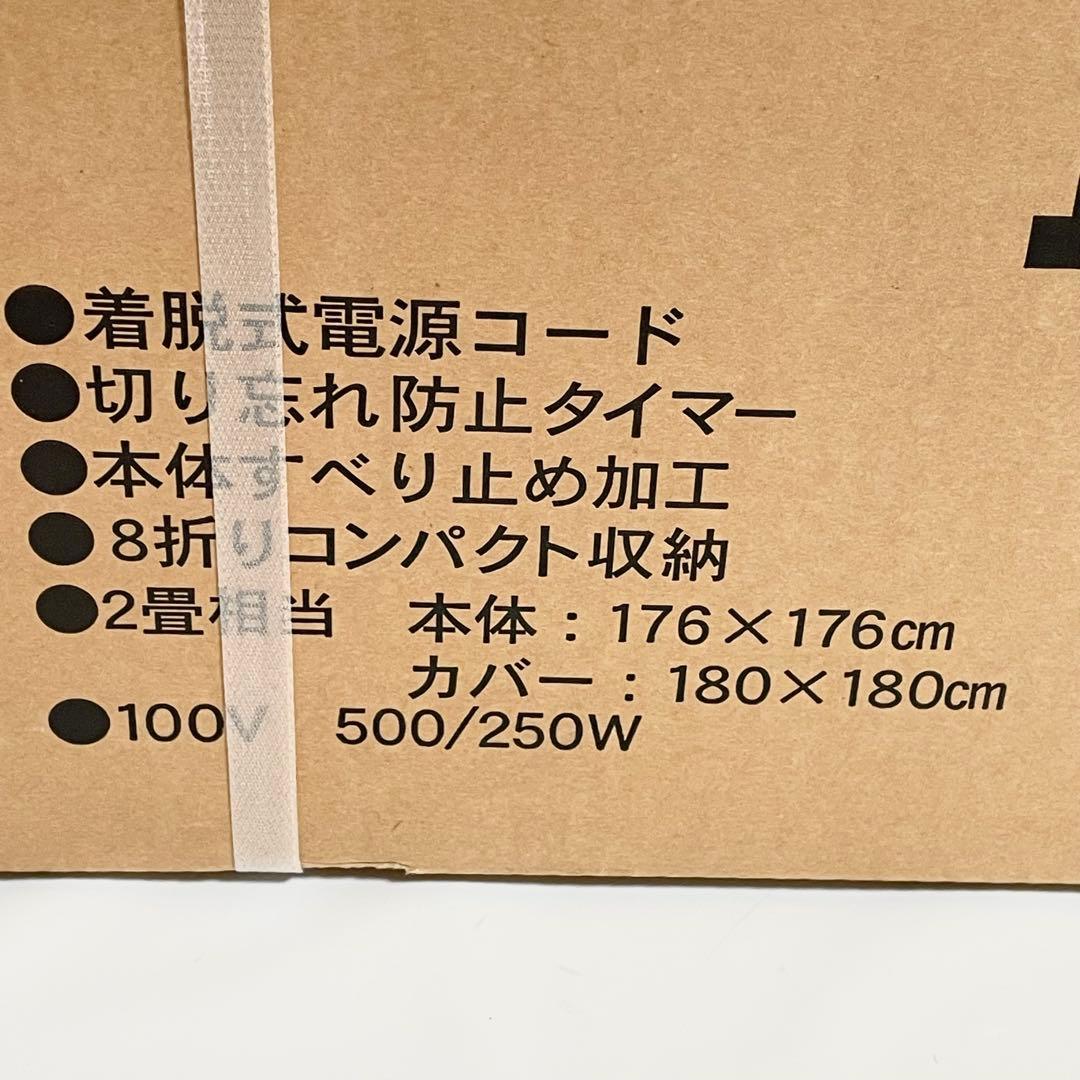 ●着脱式電源コード
●切り忘れ防止タイマー
●本体すべり止め加工
●8折りコンパクト収納
●2畳相当　本体：176×176cm
カバー：180×180cm
●100V　500/250W